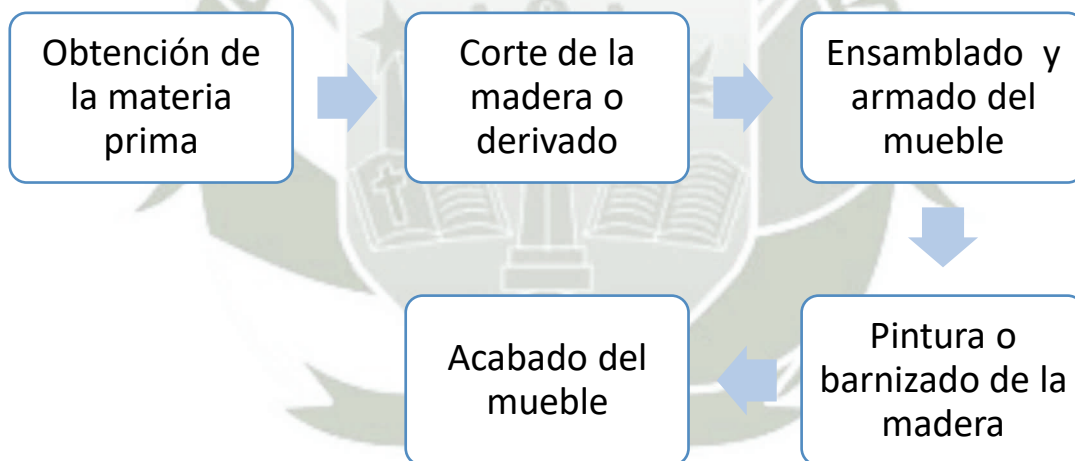 Obtención de
la materia
prima
Corte de la
madera o
derivado
Ensamblado y
armado del
mueble
Pintura o
barnizado de la
madera
Acabado del
mueble